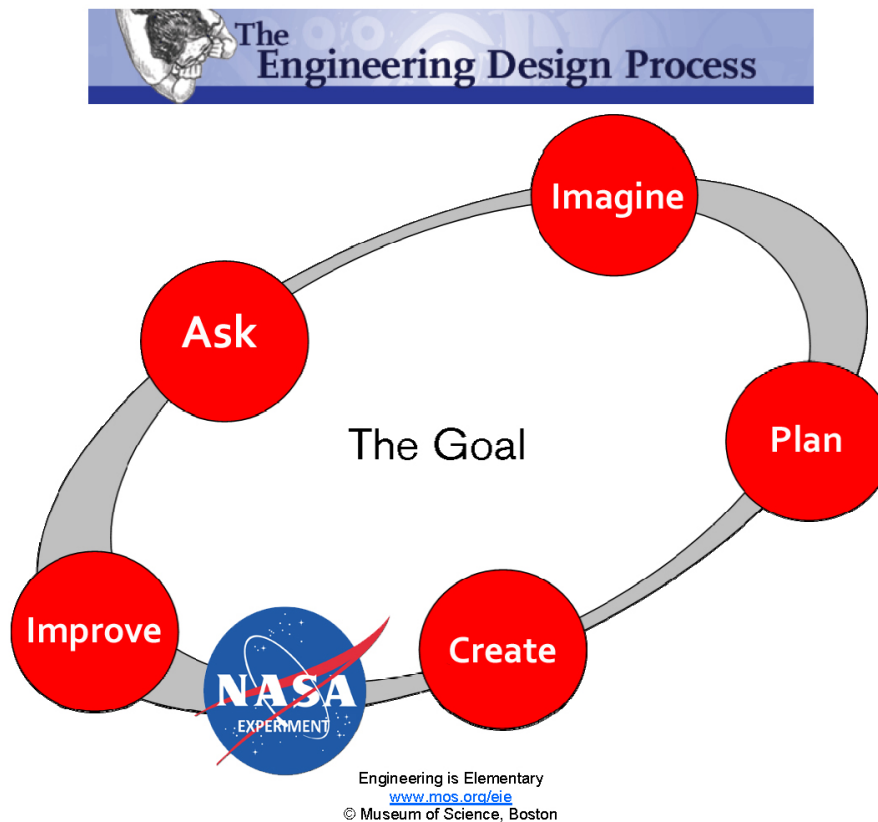 The
Engineering Design Process
Imagine
Ask
The Goal
Plan
Improve
Create
NASA
EXPERIMENT
Engineering is Elementary
www.mos.org/eie
© Museum of Science, Boston